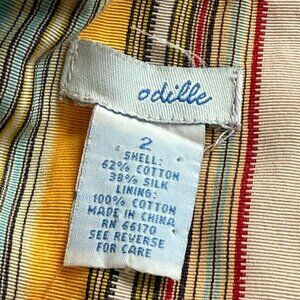 odille
2
SHELL:
62% COTTON
38% SILK
LINING:
100% COTTON
MADE IN CHINA
RN 66170
SEE REVERSE
FOR CARE